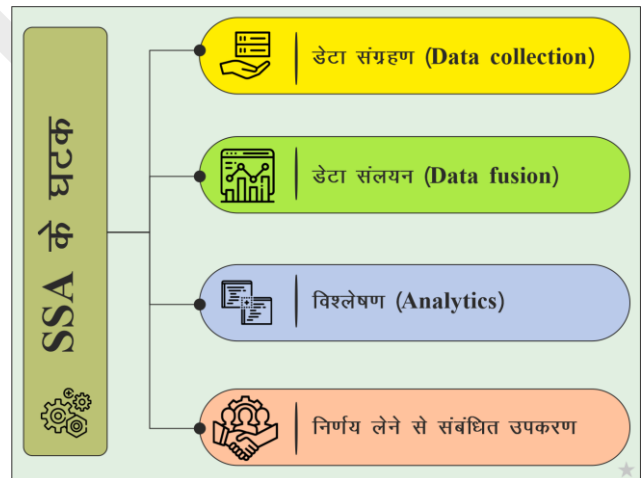 SSA के घटक
डेटा संग्रहण (Data collection)
डेटा संलयन (Data fusion)
विश्लेषण (Analytics)
निर्णय लेने से संबंधित उपकरण